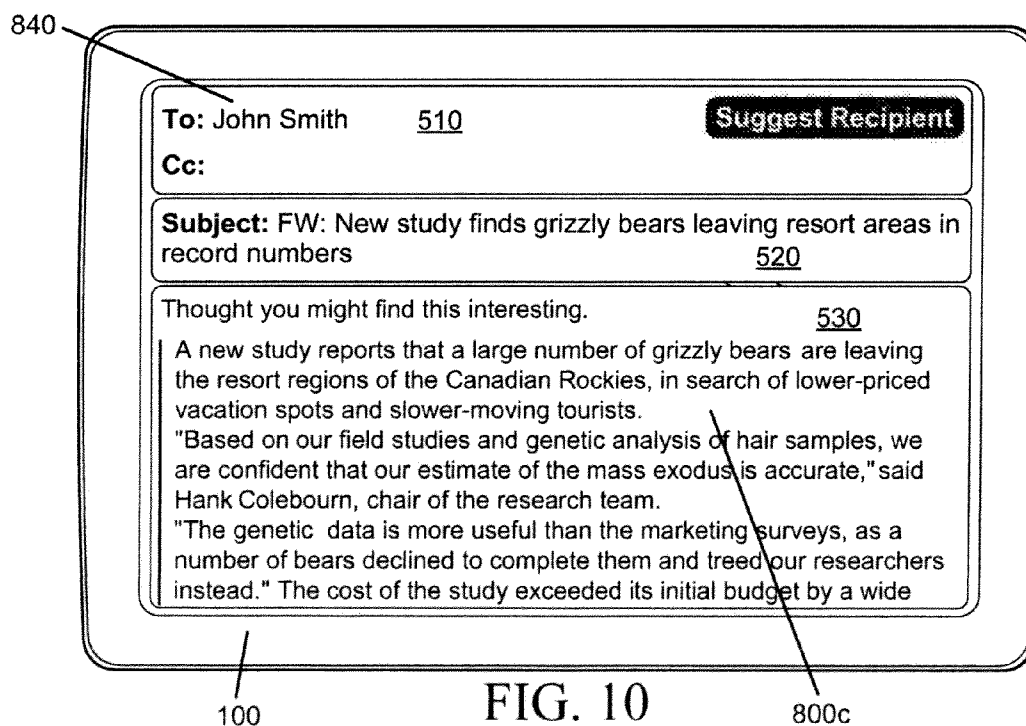 840
To: John Smith 510 Suggest Recipient
Cc:
Subject: FW: New study finds grizzly bears leaving resort areas in
record numbers 520
Thought you might find this interesting. 530
A new study reports that a large number of grizzly bears are leaving
the resort regions of the Canadian Rockies, in search of lower-priced
vacation spots and slower-moving tourists.
"Based on our field studies and genetic analysis of hair samples, we
are confident that our estimate of the mass exodus is accurate," said
Hank Colebourn, chair of the research team.
"The genetic data is more useful than the marketing surveys, as a
number of bears declined to complete them and treed our researchers
instead." The cost of the study exceeded its initial budget by a wide
100 FIG. 10 800c